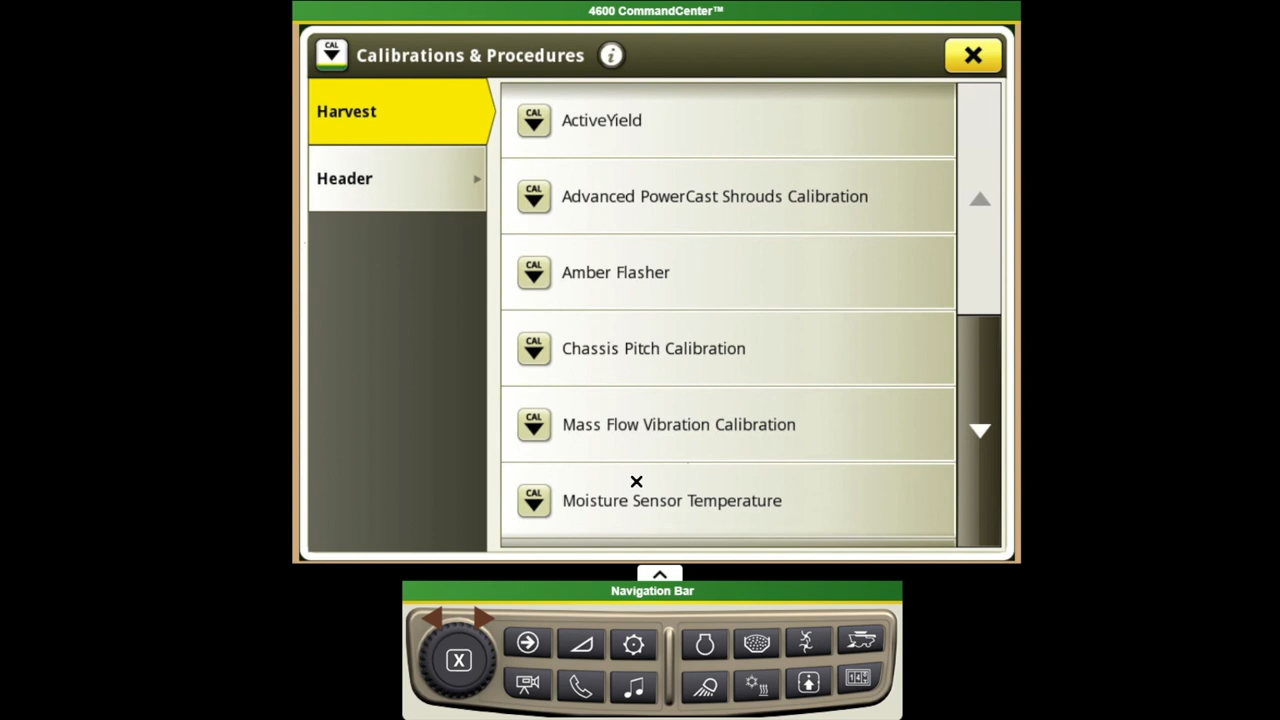 4600 CommandCenter™
CAL
Calibrations & Procedures
i
Harvest
Header
CAL
ActiveYield
CAL
Advanced PowerCast Shrouds Calibration
CAL
Amber Flasher
CAL
Chassis Pitch Calibration
CAL
Mass Flow Vibration Calibration
CAL
Moisture Sensor Temperature
Navigation Bar
X